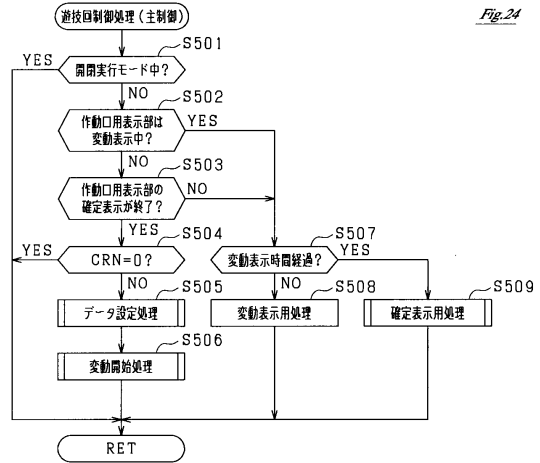 Fig.24
遊技回制御処理(主制御)
S501
開閉実行モード中?
YES
NO
S502
作動口用表示部は
変動表示中?
YES
NO
S503
作動口用表示部の
確定表示が終了?
NO
YES
S504
CRN=0?
YES
NO
S505
データ設定処理
S506
変動開始処理
S507
変動表示時間経過?
YES
NO
S508
変動表示用処理
S509
確定表示用処理
RET